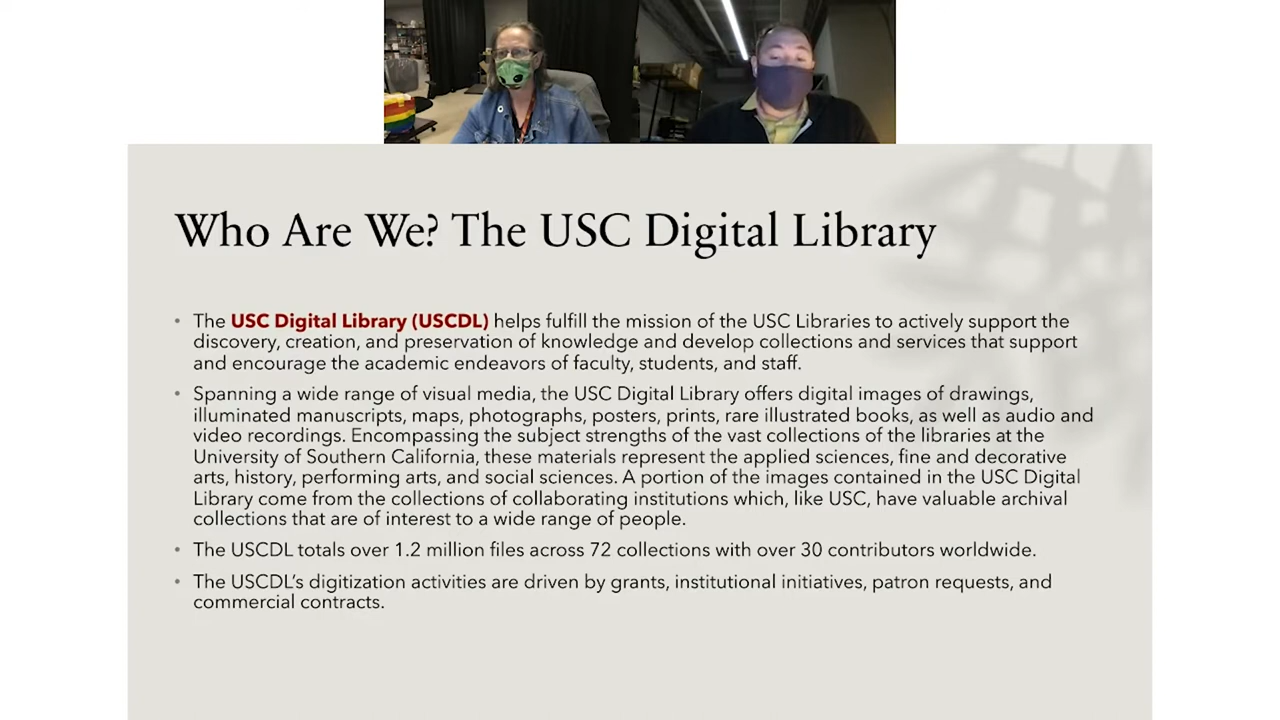 Who Are We? The USC Digital Library
• The USC Digital Library (USCDL) helps fulfill the mission of the USC Libraries to actively support the
discovery, creation, and preservation of knowledge and develop collections and services that support
and encourage the academic endeavors of faculty, students, and staff.
• Spanning a wide range of visual media, the USC Digital Library offers digital images of drawings,
illuminated manuscripts, maps, photographs, posters, prints, rare illustrated books, as well as audio and
video recordings. Encompassing the subject strengths of the vast collections of the libraries at the
University of Southern California, these materials represent the applied sciences, fine and decorative
arts, history, performing arts, and social sciences. A portion of the images contained in the USC Digital
Library come from the collections of collaborating institutions which, like USC, have valuable archival
collections that are of interest to a wide range of people.
• The USCDL totals over 1.2 million files across 72 collections with over 30 contributors worldwide.
• The USCDL’s digitization activities are driven by grants, institutional initiatives, patron requests, and
commercial contracts.